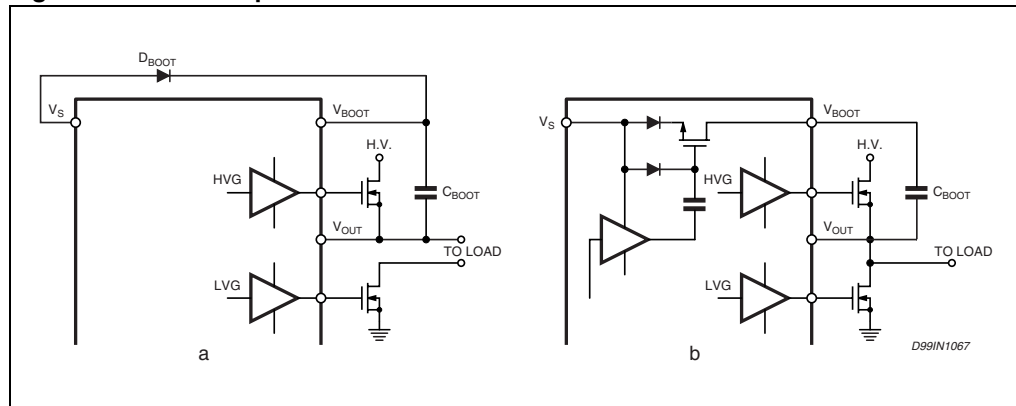 D_BOOT
V_S
V_BOOT
H.V.
HVG
C_BOOT
V_OUT
TO LOAD
LVG
a
V_S
V_BOOT
H.V.
HVG
C_BOOT
V_OUT
TO LOAD
LVG
b
D99IN1067